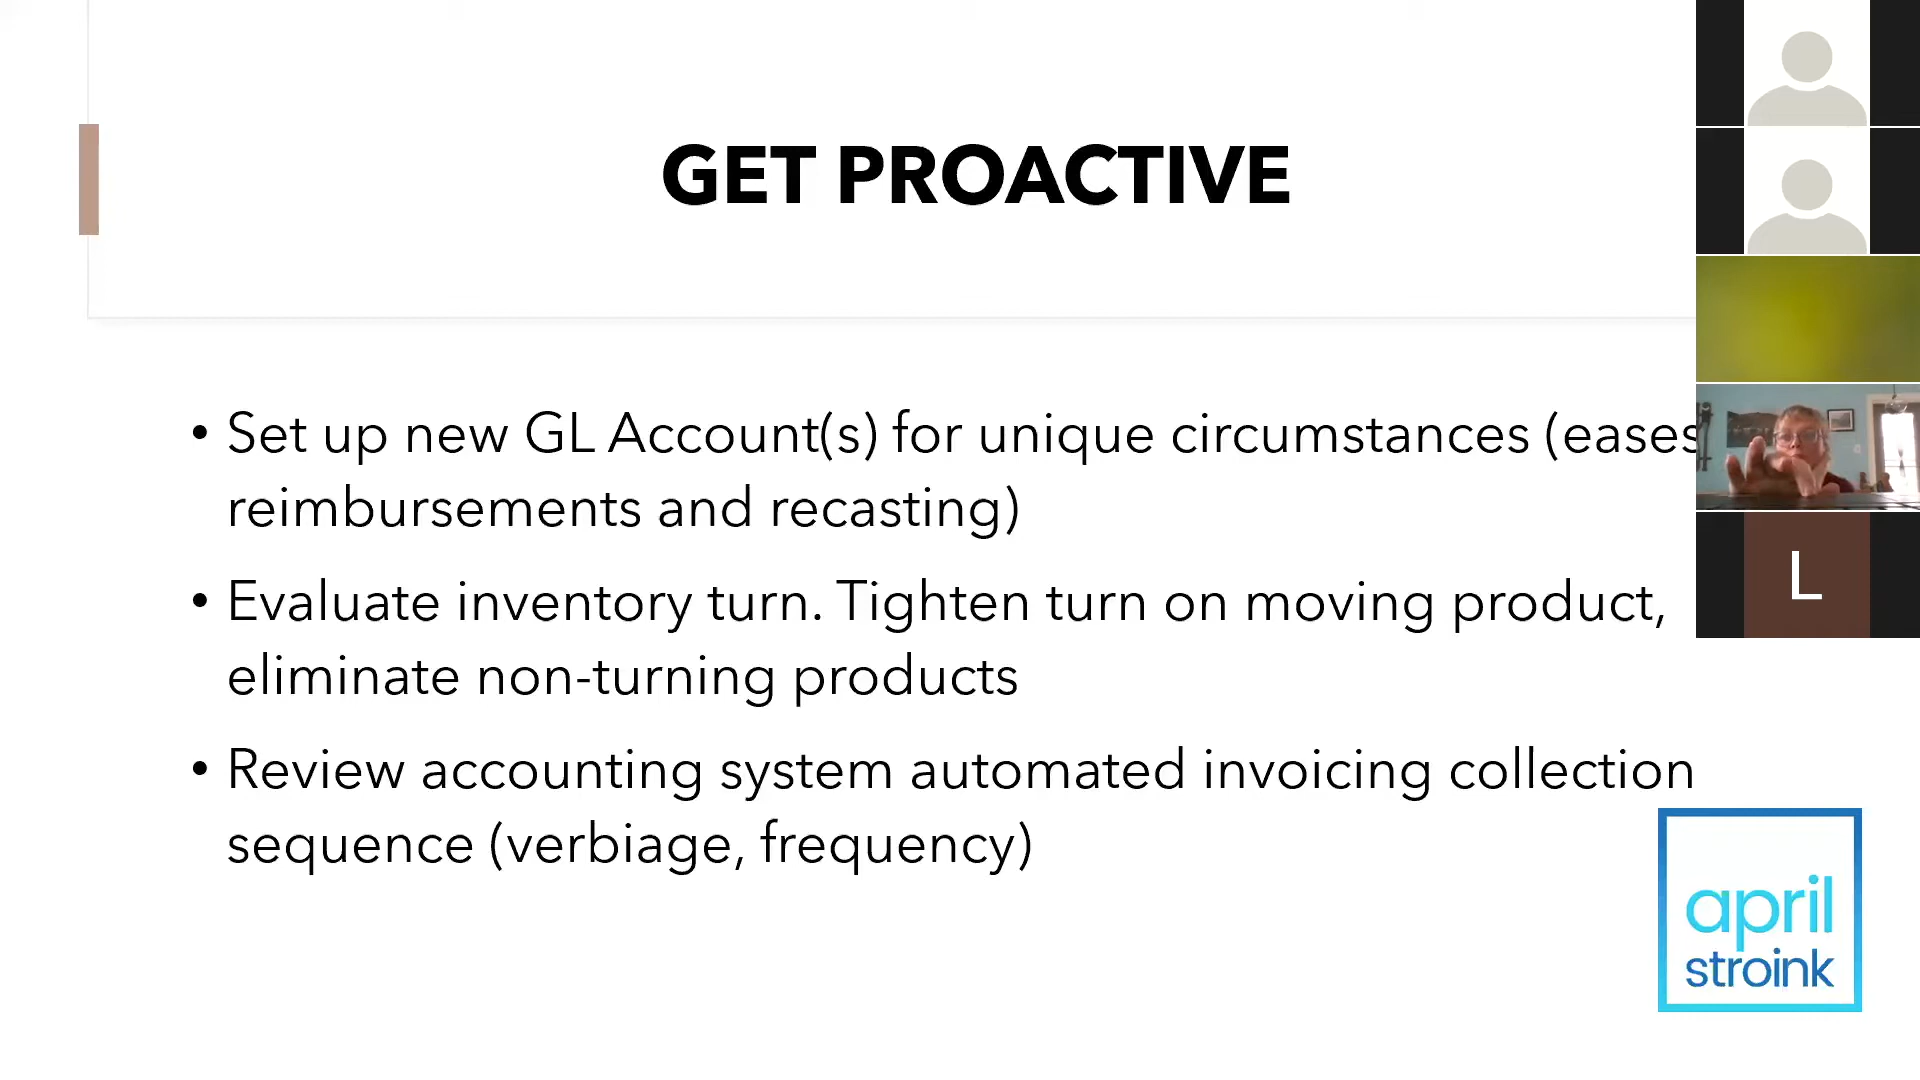 GET PROACTIVE
• Set up new GL Account(s) for unique circumstances (eases
reimbursements and recasting)
• Evaluate inventory turn. Tighten turn on moving product,
eliminate non-turning products
• Review accounting system automated invoicing collection
sequence (verbiage, frequency)
L
april
stroink